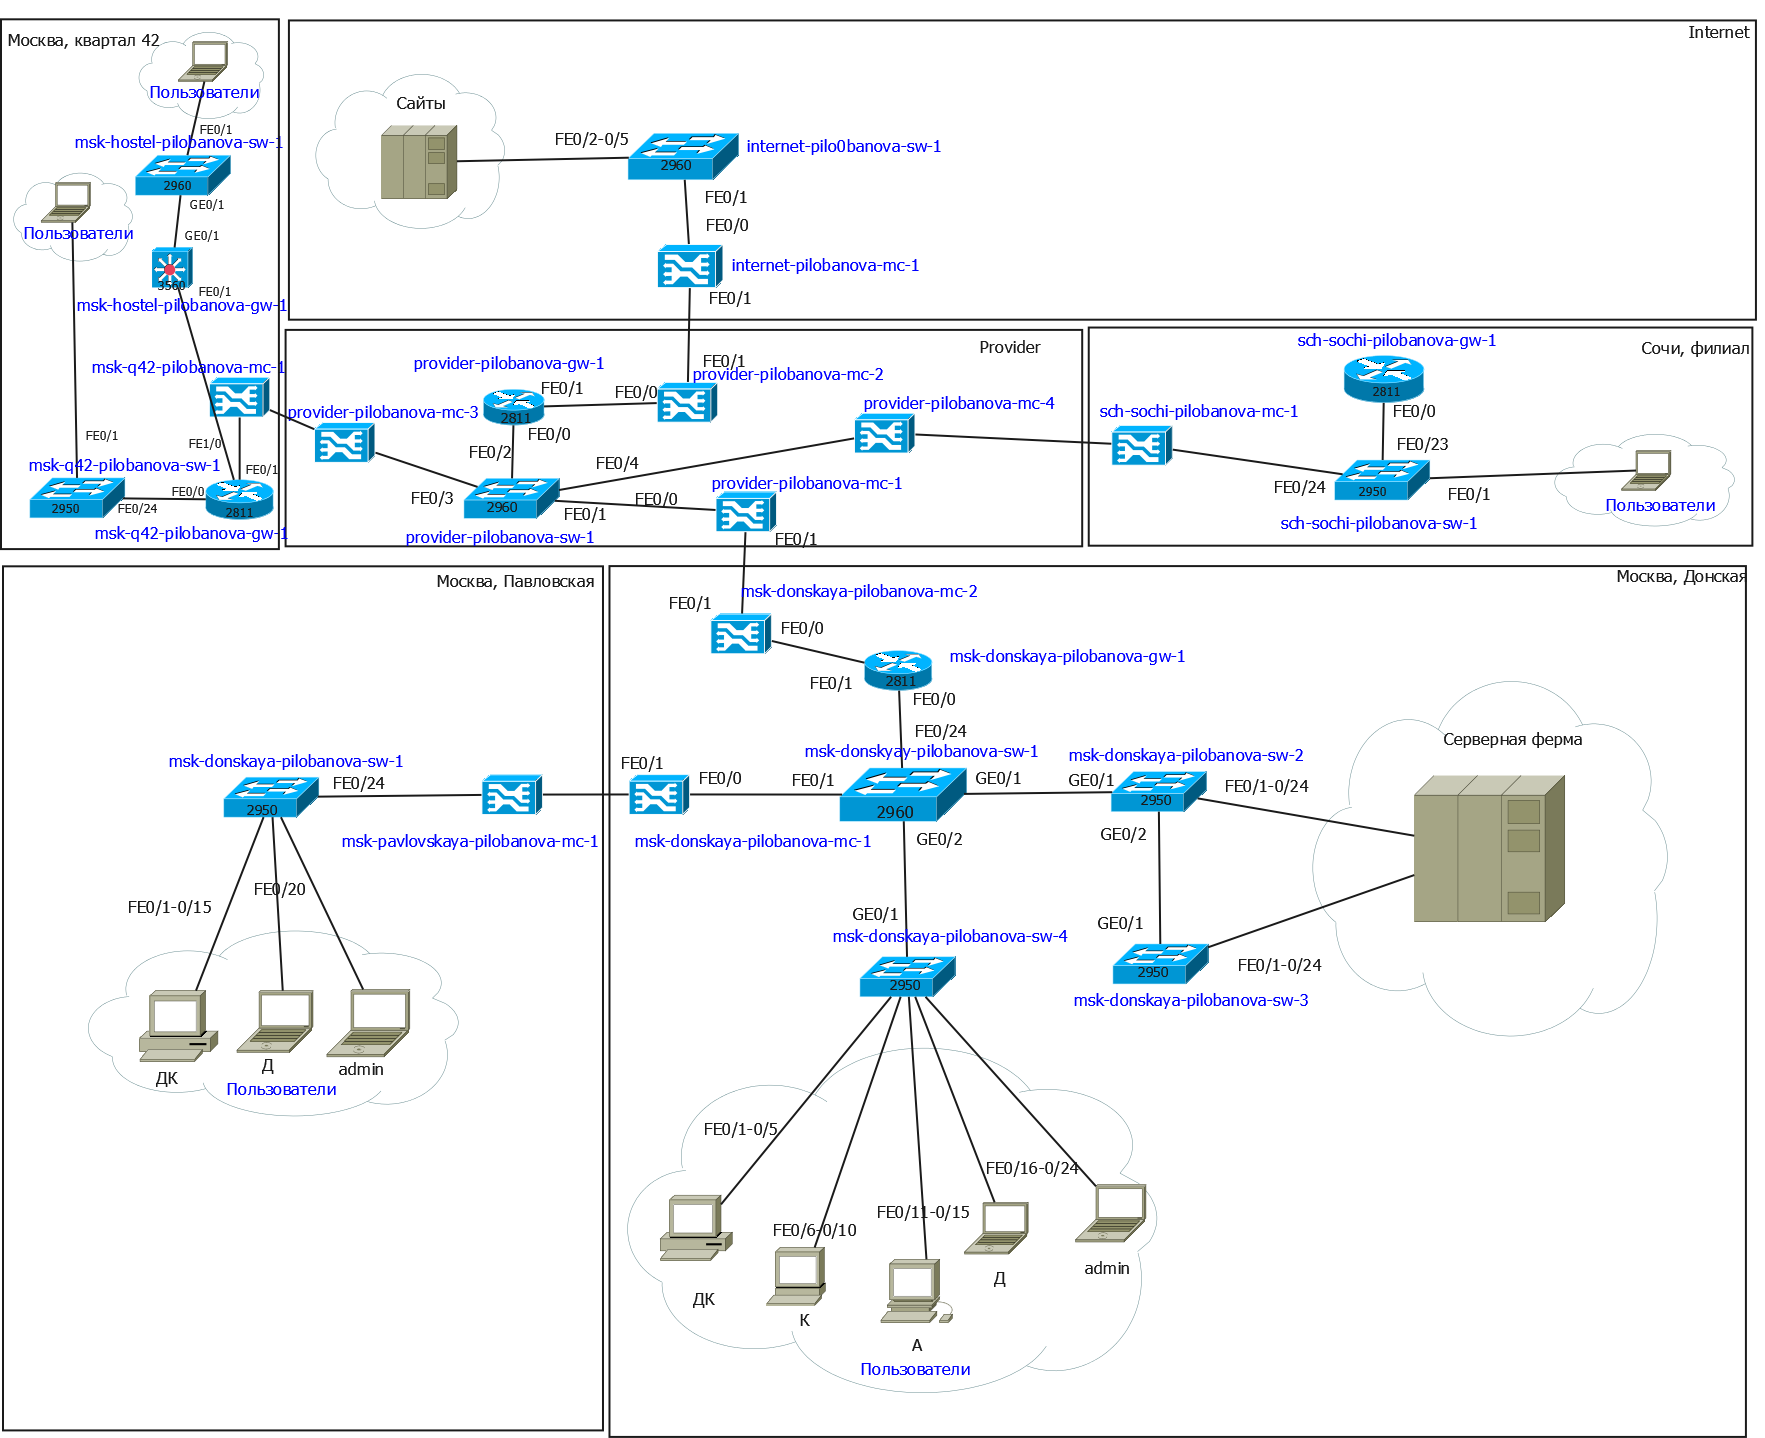 Москва, квартал 42
Пользователи
FE0/1
msk-hostel-pilobanova-sw-1
2960
GE0/1
Пользователи
GE0/1
3560
FE0/1
msk-hostel-pilobanova-gw-1
msk-q42-pilobanova-mc-1
FE0/1
FE1/0
msk-q42-pilobanova-sw-1
FE0/1
2950
FE0/0
FE0/24
2811
msk-q42-pilobanova-gw-1
Internet
Сайты
FE0/2-0/5
2960
internet-pilo0banova-sw-1
FE0/1
FE0/0
internet-pilobanova-mc-1
FE0/1
Provider
provider-pilobanova-gw-1
FE0/1
provider-pilobanova-mc-2
FE0/1
FE0/0
provider-pilobanova-mc-3
2811
provider-pilobanova-mc-4
FE0/0
FE0/2
FE0/4
FE0/3
FE0/0
provider-pilobanova-mc-1
2960
FE0/1
provider-pilobanova-sw-1
FE0/1
Сочи, филиал
sch-sochi-pilobanova-gw-1
2811
sch-sochi-pilobanova-mc-1
FE0/0
FE0/23
FE0/24
2950
FE0/1
Пользователи
sch-sochi-pilobanova-sw-1
Москва, Павловская
msk-donskaya-pilobanova-sw-1
FE0/24
2950
msk-pavlovskaya-pilobanova-mc-1
FE0/20
FE0/1-0/15
ДК
Д
admin
Пользователи
Москва, Донская
msk-donskaya-pilobanova-mc-2
FE0/1
FE0/0
msk-donskaya-pilobanova-gw-1
FE0/1
2811
FE0/0
FE0/24
msk-donskyay-pilobanova-sw-1
msk-donskaya-pilobanova-sw-2
Серверная ферма
FE0/1
FE0/0
FE0/1
GE0/1
GE0/1
FE0/1-0/24
2960
2950
msk-donskaya-pilobanova-mc-1
GE0/2
GE0/2
GE0/1
GE0/1
msk-donskaya-pilobanova-sw-4
2950
2950
FE0/1-0/24
msk-donskaya-pilobanova-sw-3
FE0/1-0/5
FE0/16-0/24
FE0/11-0/15
FE0/6-0/10
admin
Д
ДК
К
А
Пользователи